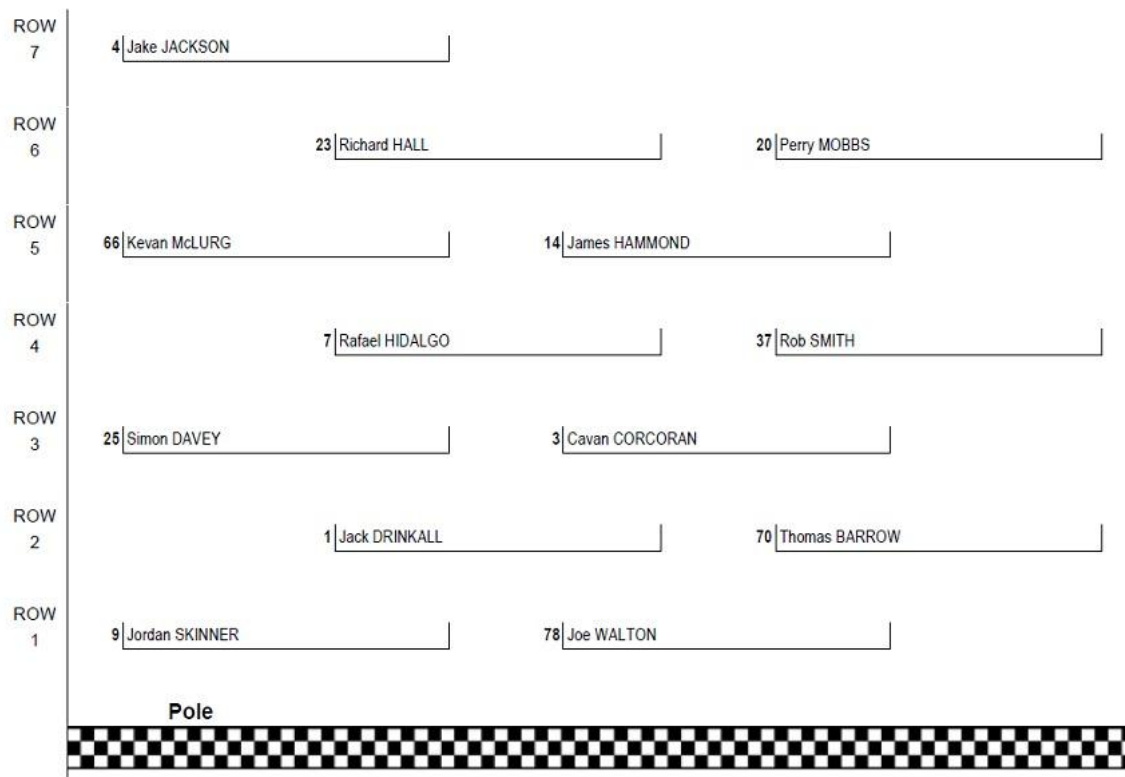 ROW
7
4 Jake JACKSON
ROW
6
23 Richard HALL 20 Perry MOBBS
ROW
5
66 Kevan McLURG 14 James HAMMOND
ROW
4
7 Rafael HIDALGO 37 Rob SMITH
ROW
3
25 Simon DAVEY 3 Cavan CORCORAN
ROW
2
1 Jack DRINKALL 70 Thomas BARROW
ROW
1
9 Jordan SKINNER 78 Joe WALTON
Pole